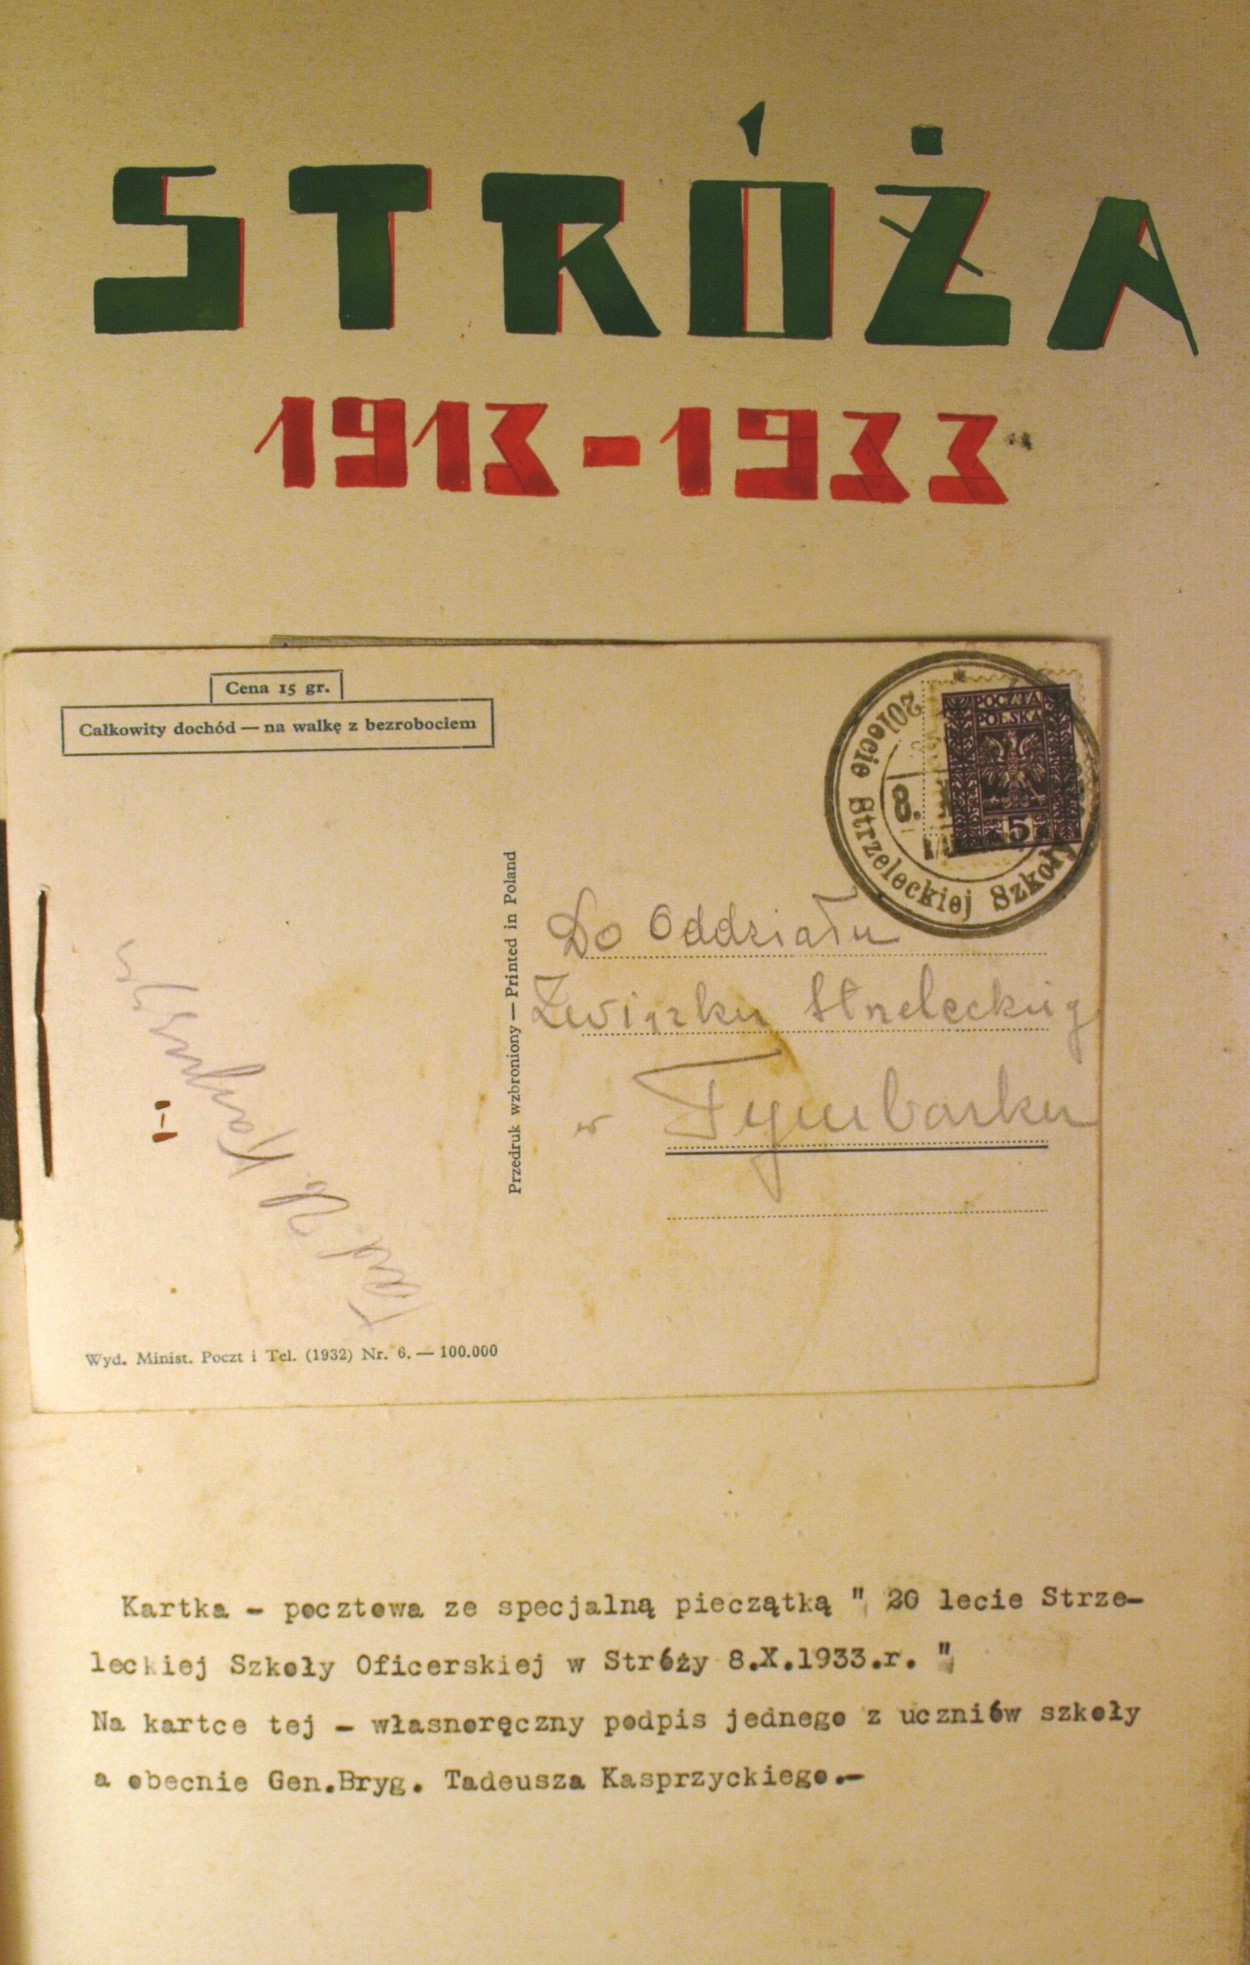 STRÓŻA
1913-1933
Cena 15 gr.
Całkowity dochód — na walkę z bezrobociem
POCZTA
POLSKA
5
20lecie Strzeleckiej Szkoły
8.
Przedruk wzbroniony — Printed in Poland
Do Oddziału
Związku Strzeleckiego
w Tymbarku
Wyd. Minist. Poczt i Tel. (1932) Nr. 6. — 100.000
Kartka - pocztowa ze specjalną pieczątką " 20 lecie Strze-
leckiej Szkoły Oficerskiej w Stróży 8.X.1933.r. "
Na kartce tej - własnoręczny podpis jednego z uczniów szkoły
a obecnie Gen.Bryg. Tadeusza Kasprzyckiego.-